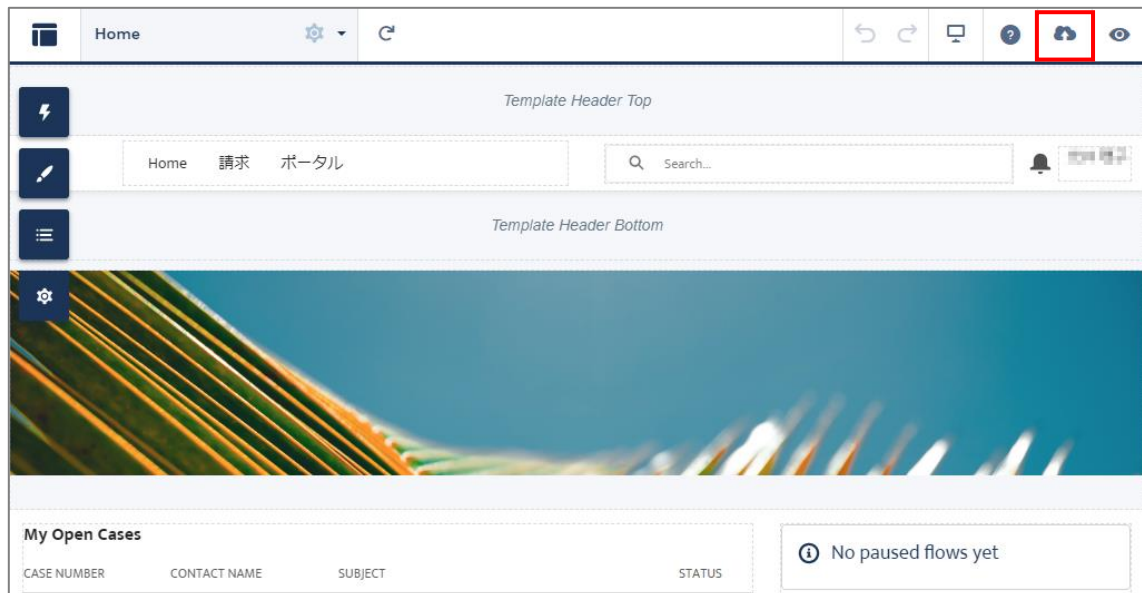 Home
Template Header Top
Home 請求 ポータル Search...
Template Header Bottom
My Open Cases
CASE NUMBER CONTACT NAME SUBJECT STATUS
No paused flows yet